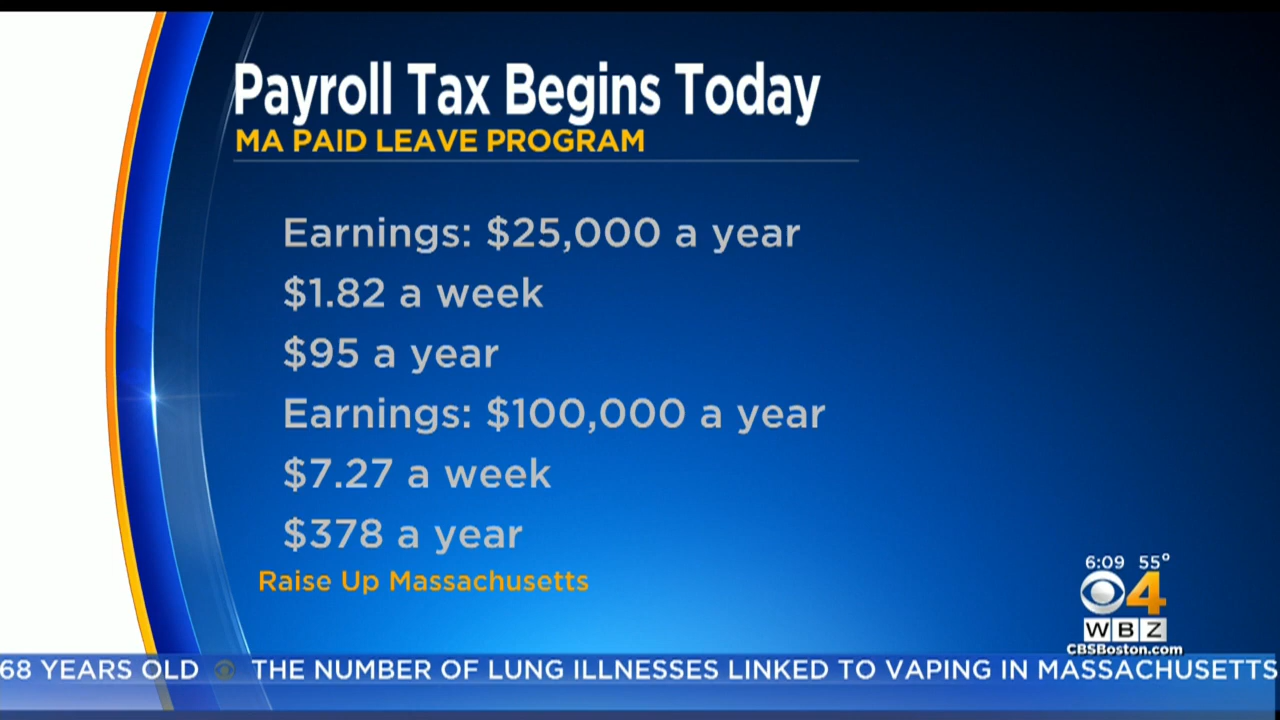 Payroll Tax Begins Today
MA PAID LEAVE PROGRAM
Earnings: $25,000 a year
$1.82 a week
$95 a year
Earnings: $100,000 a year
$7.27 a week
$378 a year
Raise Up Massachusetts
6:09 55°
4
WBZ
CBSBoston.com
68 YEARS OLD THE NUMBER OF LUNG ILLNESSES LINKED TO VAPING IN MASSACHUSETTS